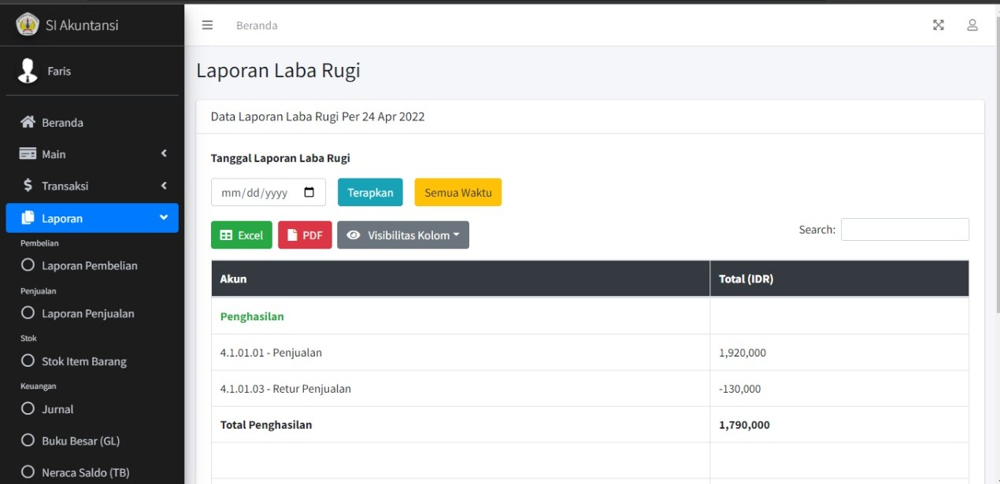 SI Akuntansi
Faris
Beranda
Main
Transaksi
Laporan
Pembelian
Laporan Pembelian
Penjualan
Laporan Penjualan
Stok
Stok Item Barang
Keuangan
Jurnal
Buku Besar (GL)
Neraca Saldo (TB)
Beranda
Laporan Laba Rugi
Data Laporan Laba Rugi Per 24 Apr 2022
Tanggal Laporan Laba Rugi
mm/dd/yyyy Terapkan Semua Waktu
Excel PDF Visibilitas Kolom Search:
Akun Total (IDR)
Penghasilan
4.1.01.01 - Penjualan 1,920,000
4.1.01.03 - Retur Penjualan -130,000
Total Penghasilan 1,790,000